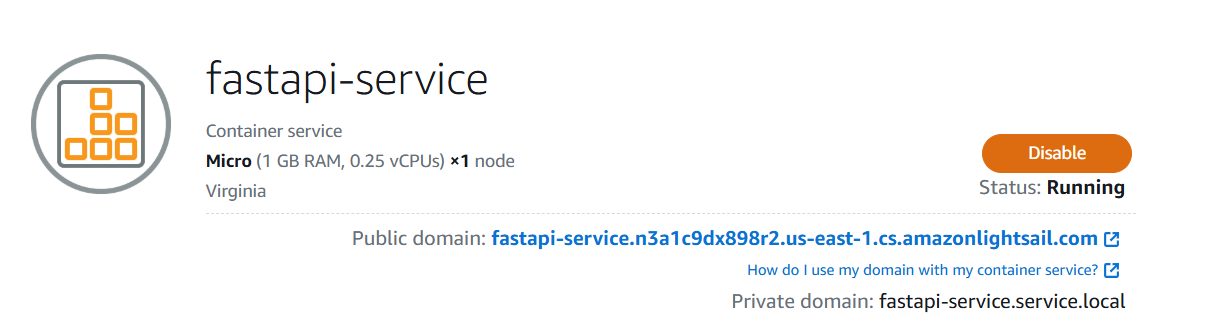 fastapi-service
Container service
Micro (1 GB RAM, 0.25 vCPUs) ×1 node
Virginia
Disable
Status: Running
Public domain: fastapi-service.n3a1c9dx898r2.us-east-1.cs.amazonlightsail.com
How do I use my domain with my container service?
Private domain: fastapi-service.service.local